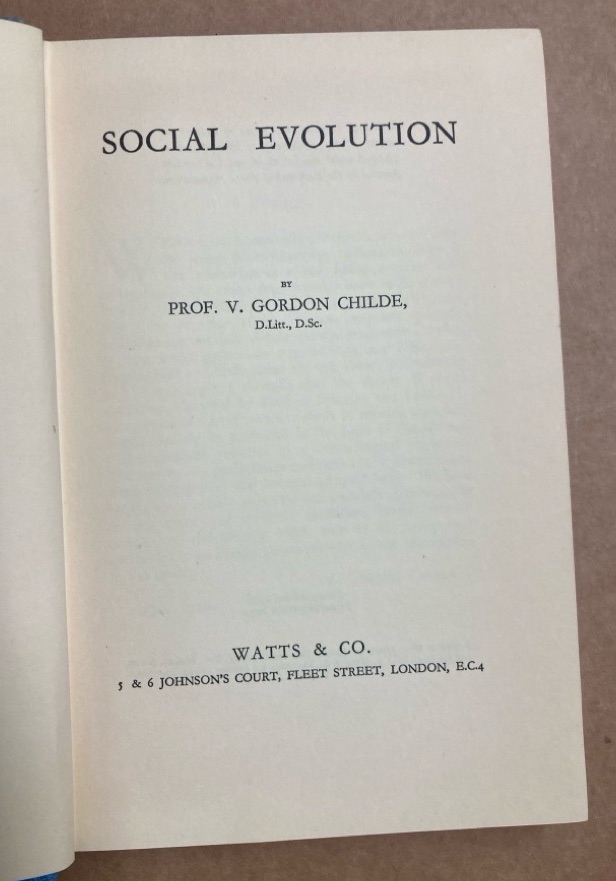 SOCIAL EVOLUTION
BY
PROF. V. GORDON CHILDE,
D.Litt., D.Sc.
WATTS & CO.
5 & 6 JOHNSON'S COURT, FLEET STREET, LONDON, E.C.4